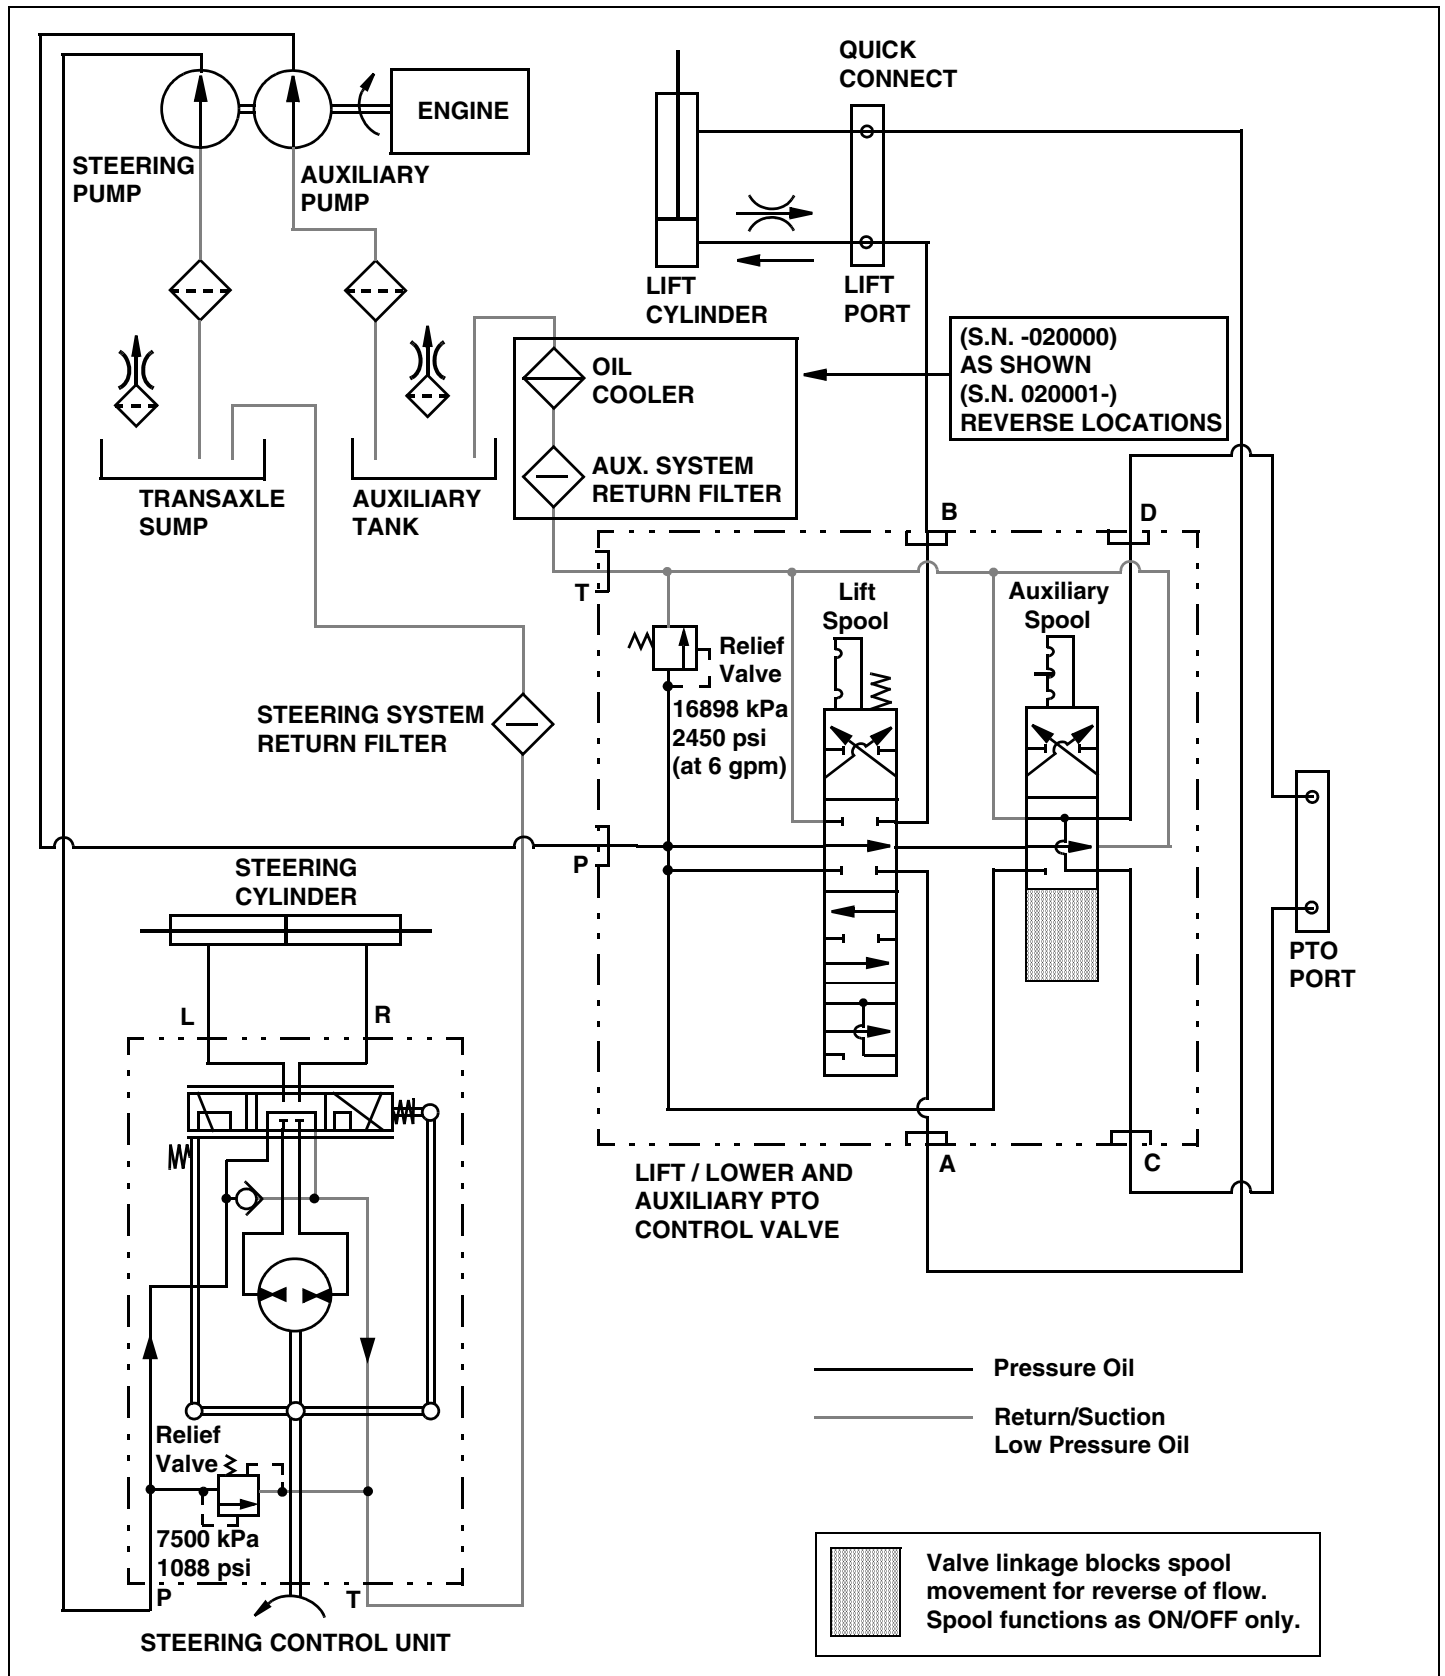 QUICK
CONNECT
ENGINE
STEERING
PUMP
AUXILIARY
PUMP
LIFT
CYLINDER
LIFT
PORT
(S.N. -020000)
AS SHOWN
(S.N. 020001-)
REVERSE LOCATIONS
OIL
COOLER
AUX. SYSTEM
RETURN FILTER
TRANSAXLE
SUMP
AUXILIARY
TANK
B
D
T
Lift
Spool
Auxiliary
Spool
Relief
Valve
16898 kPa
2450 psi
(at 6 gpm)
STEERING SYSTEM
RETURN FILTER
P
STEERING
CYLINDER
PTO
PORT
L
R
A
C
LIFT / LOWER AND
AUXILIARY PTO
CONTROL VALVE
Pressure Oil
Return/Suction
Low Pressure Oil
Relief
Valve
7500 kPa
1088 psi
P
T
STEERING CONTROL UNIT
Valve linkage blocks spool
movement for reverse of flow.
Spool functions as ON/OFF only.